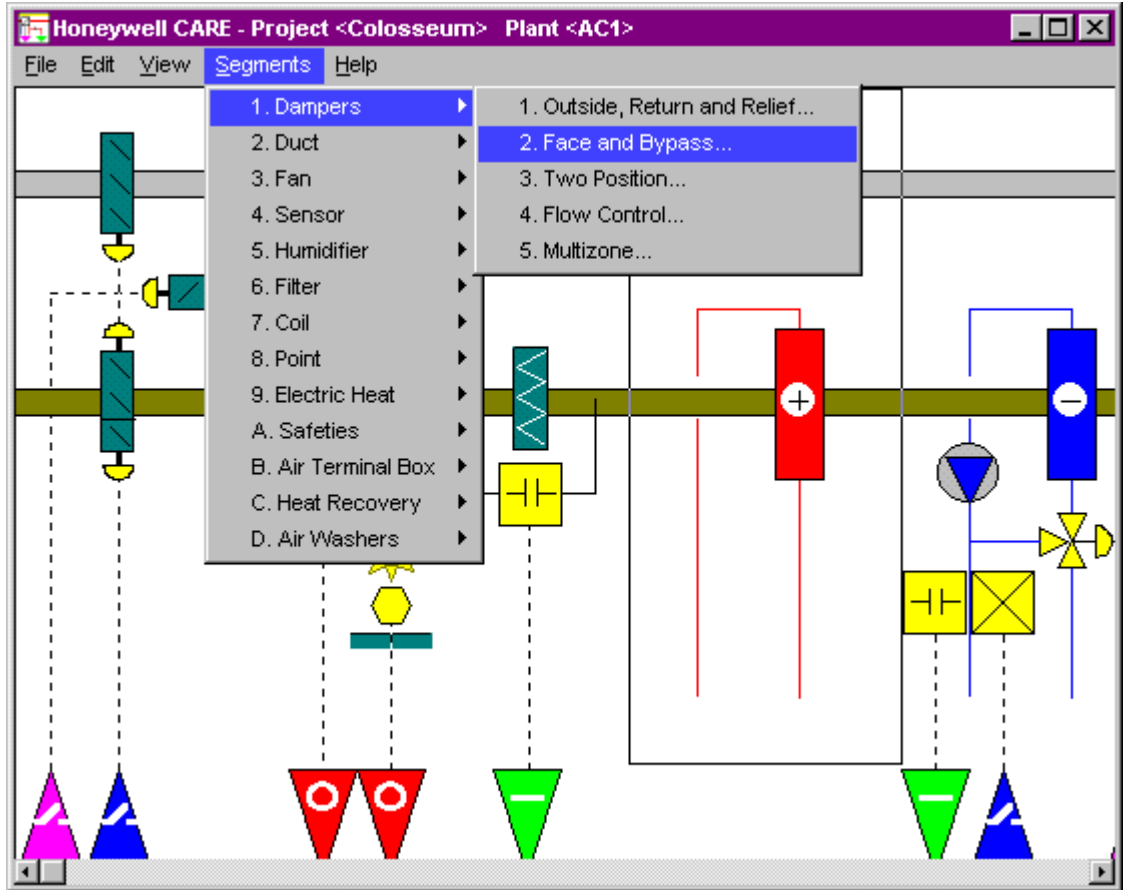 Honeywell CARE - Project <Colosseum> Plant <AC1>
File Edit View Segments Help
1. Dampers
2. Duct
3. Fan
4. Sensor
5. Humidifier
6. Filter
7. Coil
8. Point
9. Electric Heat
A. Safeties
B. Air Terminal Box
C. Heat Recovery
D. Air Washers
1. Outside, Return and Relief...
2. Face and Bypass...
3. Two Position...
4. Flow Control...
5. Multizone...